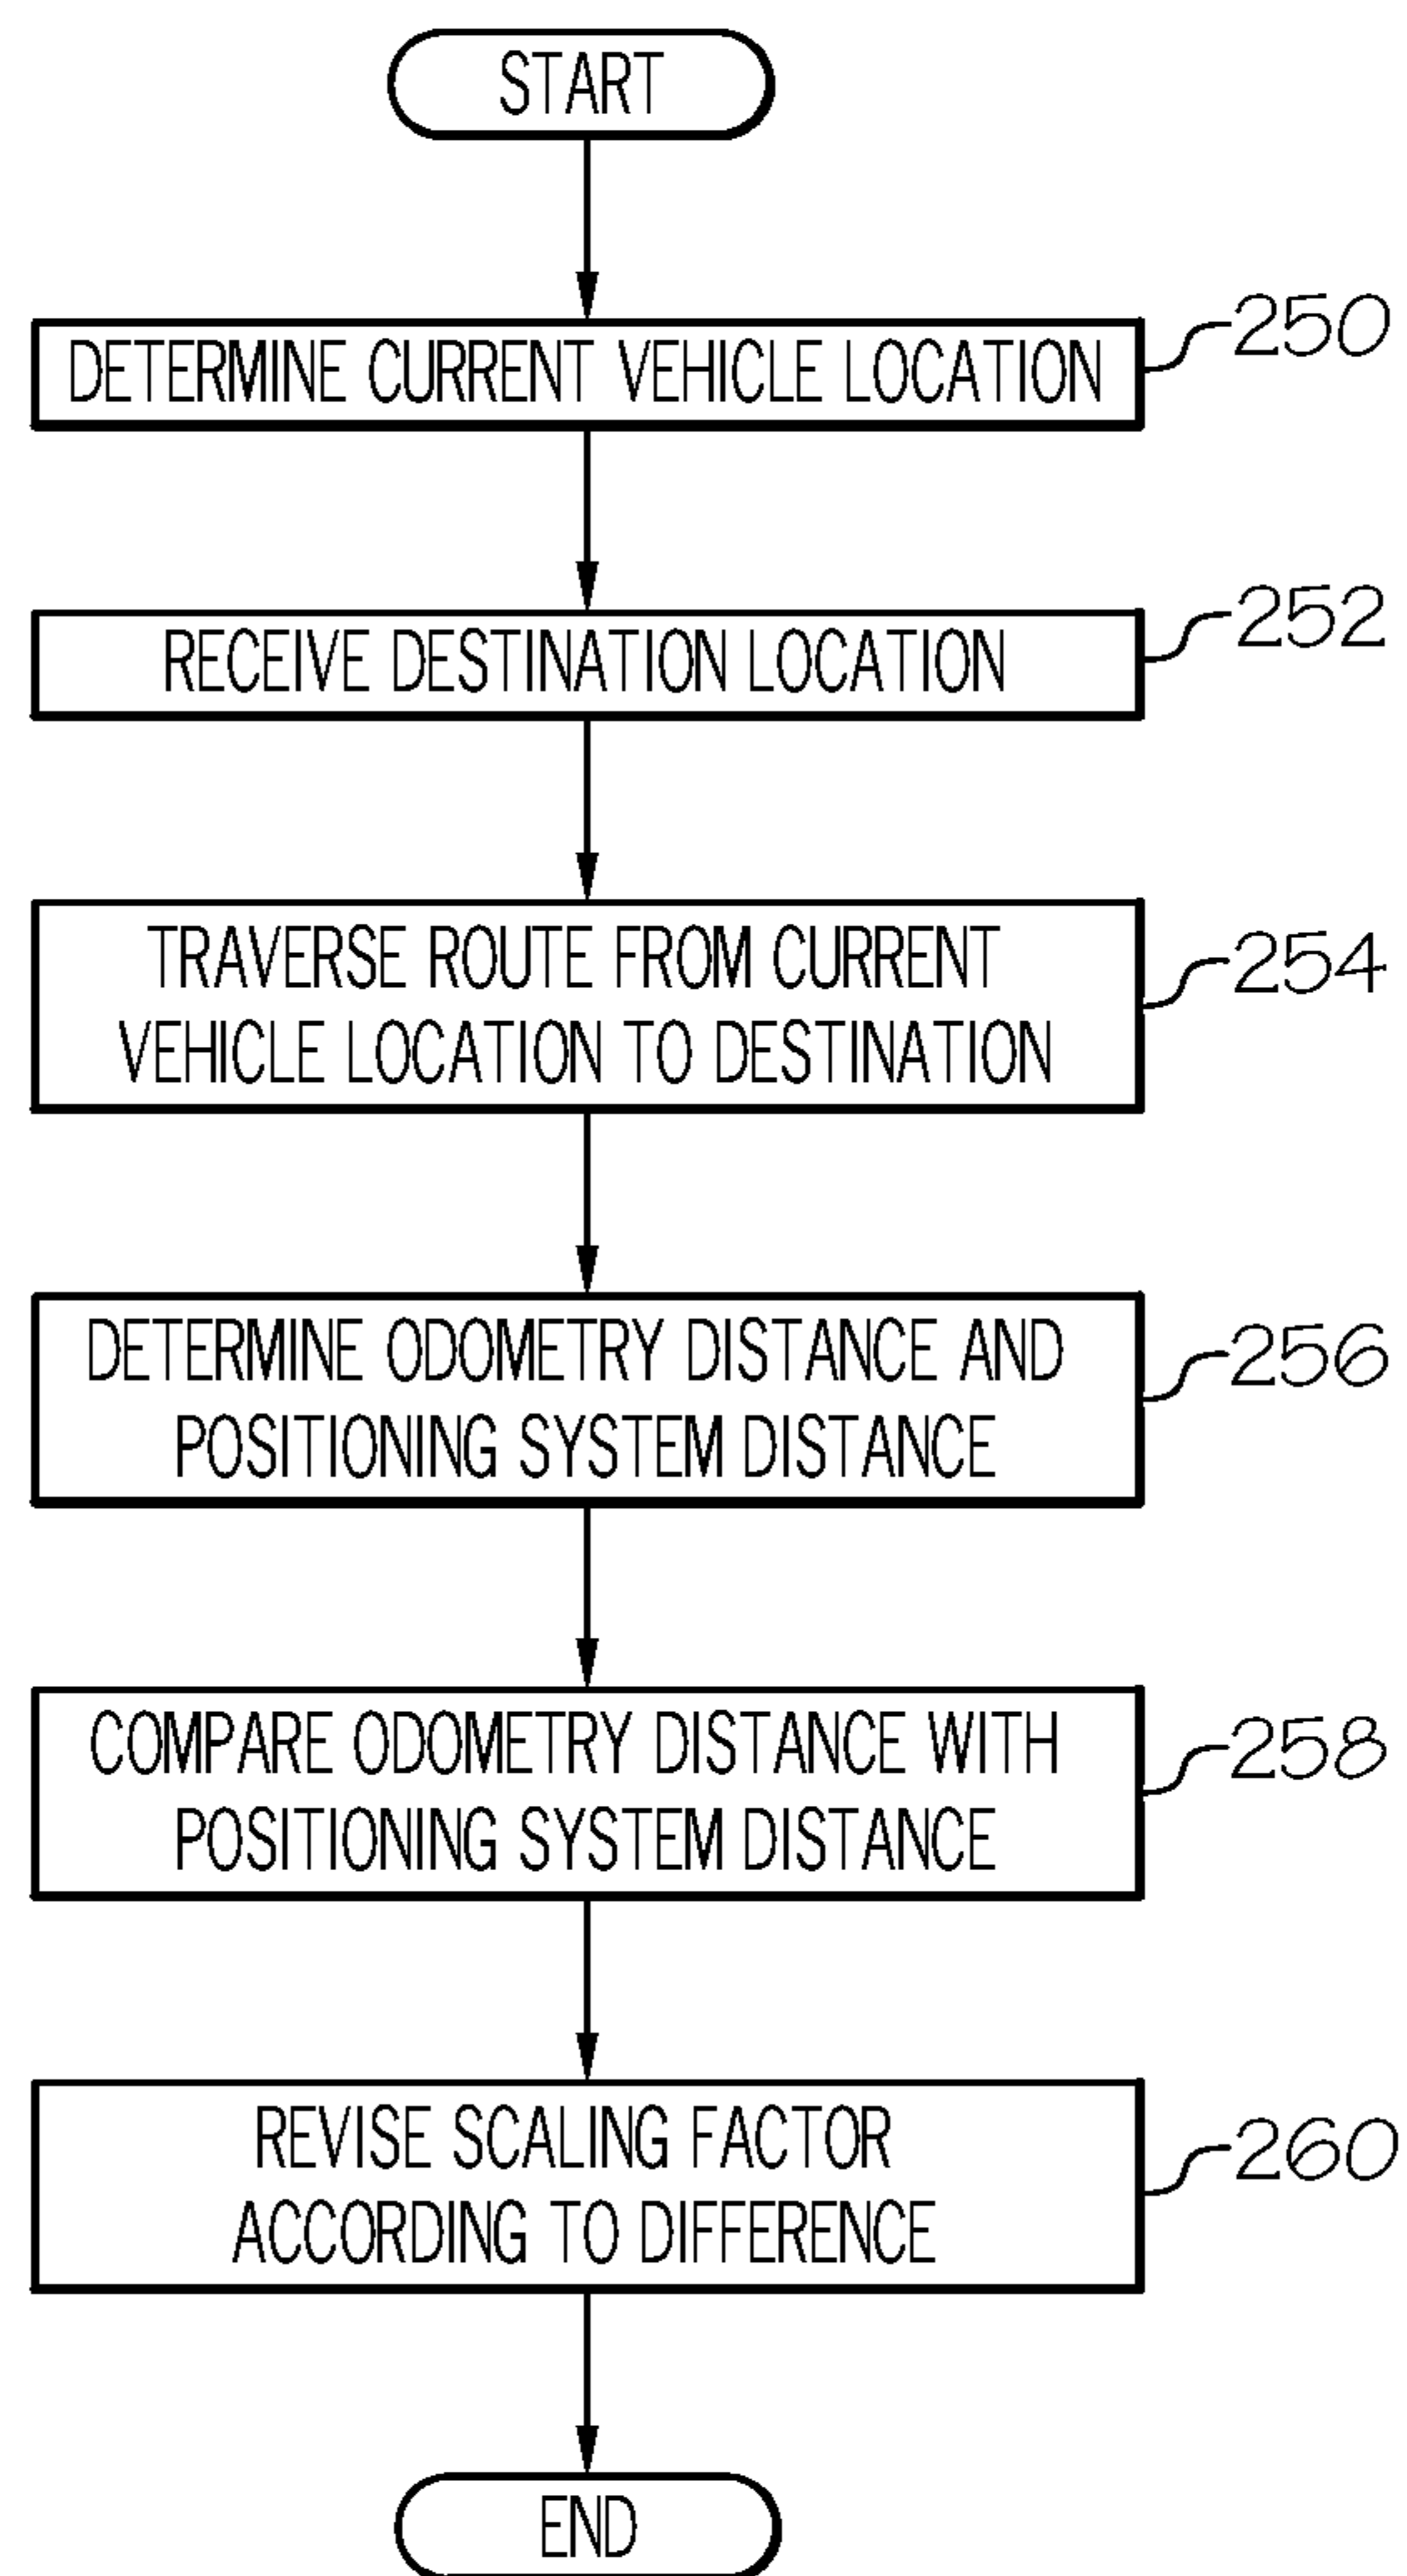 START
DETERMINE CURRENT VEHICLE LOCATION
250
RECEIVE DESTINATION LOCATION
252
TRAVERSE ROUTE FROM CURRENT
VEHICLE LOCATION TO DESTINATION
254
DETERMINE ODOMETRY DISTANCE AND
POSITIONING SYSTEM DISTANCE
256
COMPARE ODOMETRY DISTANCE WITH
POSITIONING SYSTEM DISTANCE
258
REVISE SCALING FACTOR
ACCORDING TO DIFFERENCE
260
END